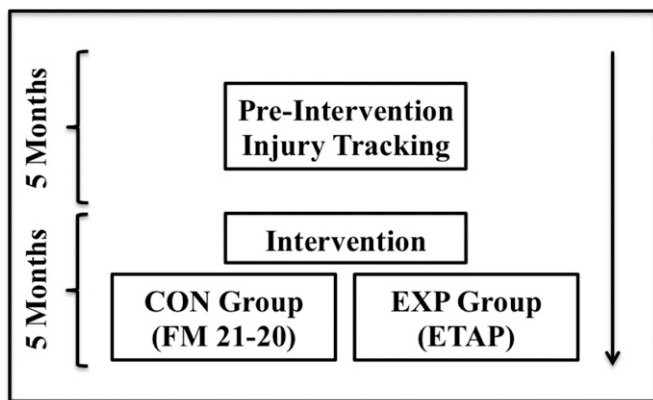 5 Months
Pre-Intervention
Injury Tracking
5 Months
Intervention
CON Group
(FM 21-20)
EXP Group
(ETAP)